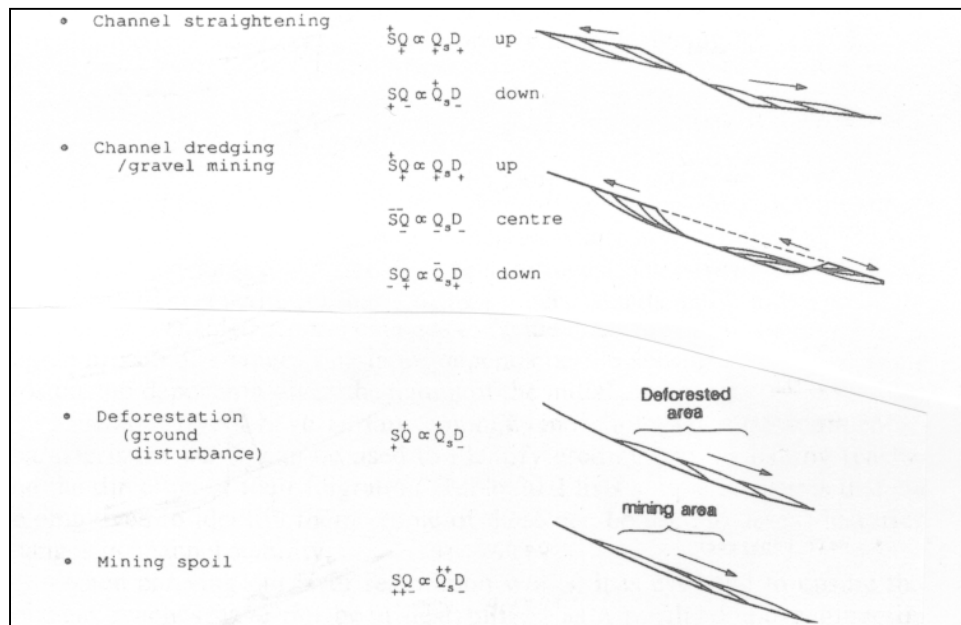 • Channel straightening
+
SQ ∝ QsD up
+ + +
+
SQ ∝ QsD down
+ - -
• Channel dredging
/gravel mining
+
SQ ∝ QsD up
+ + +
--
SQ ∝ QsD centre
- - -
-
SQ ∝ QsD down
- + +
• Deforestation
(ground
disturbance)
+
SQ ∝ QsD
+ -
Deforested
area
• Mining spoil
++
SQ ∝ QsD
++- -
mining area